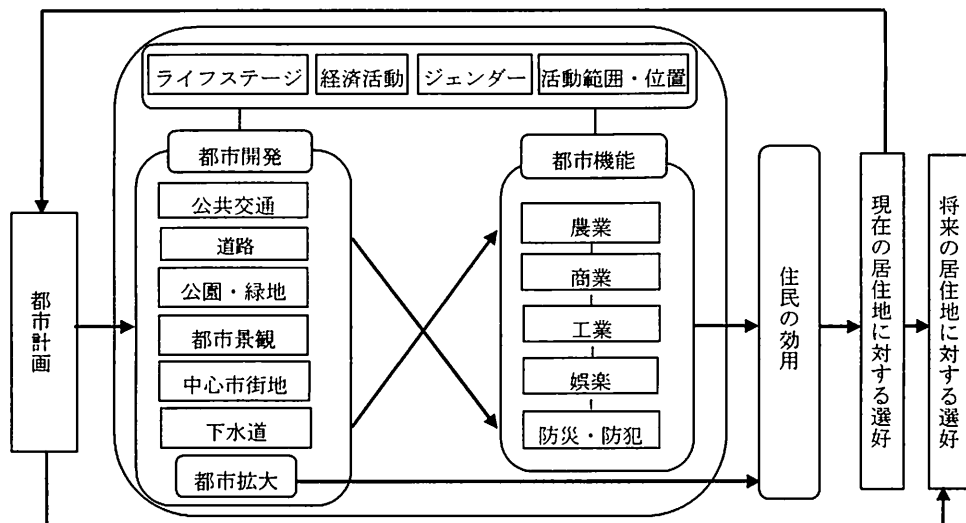 ライフステージ
経済活動
ジェンダー
活動範囲・位置
都市開発
公共交通
道路
公園・緑地
都市景観
中心市街地
下水道
都市拡大
都市機能
農業
商業
工業
娯楽
防災・防犯
都市計画
住民の効用
現在の居住地に対する選好
将来の居住地に対する選好